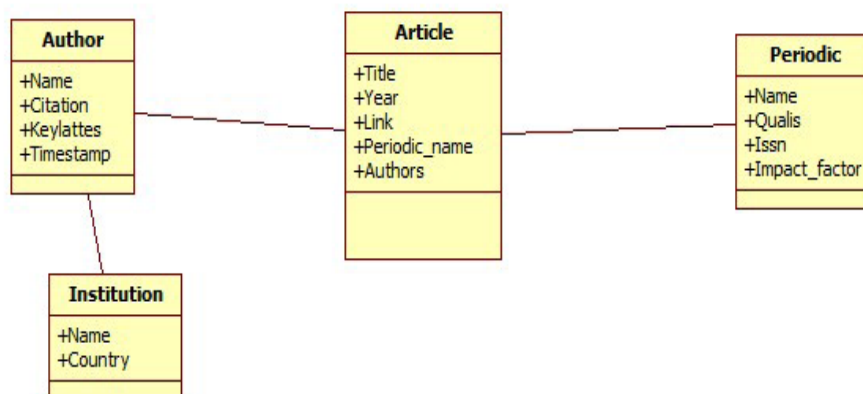 Author
+Name
+Citation
+Keylattes
+Timestamp
Article
+Title
+Year
+Link
+Periodic_name
+Authors
Periodic
+Name
+Qualis
+Issn
+Impact_factor
Institution
+Name
+Country